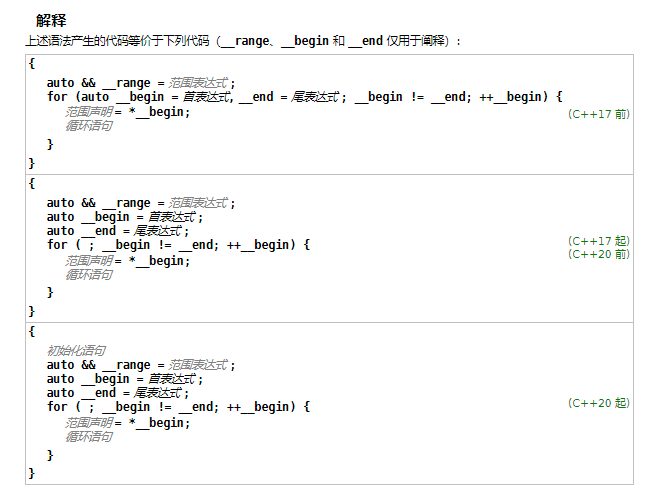 解释
上述语法产生的代码等价于下列代码（__range、__begin 和 __end 仅用于阐释）：
{
auto && __range = 范围表达式 ;
for (auto __begin = 首表达式, __end = 尾表达式 ; __begin != __end; ++__begin) {
范围声明 = *__begin;
循环语句
}
}
(C++17 前)
{
auto && __range = 范围表达式 ;
auto __begin = 首表达式 ;
auto __end = 尾表达式 ;
for ( ; __begin != __end; ++__begin) {
范围声明 = *__begin;
循环语句
}
}
(C++17 起)
(C++20 前)
{
初始化语句
auto && __range = 范围表达式 ;
auto __begin = 首表达式 ;
auto __end = 尾表达式 ;
for ( ; __begin != __end; ++__begin) {
范围声明 = *__begin;
循环语句
}
}
(C++20 起)